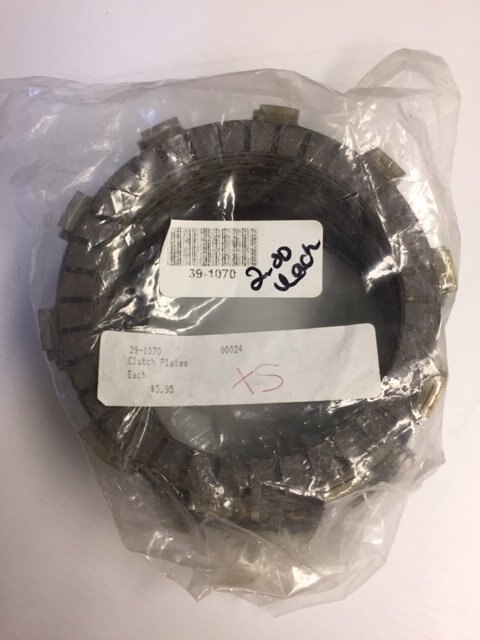 39-1070
2.00
each
39-1070 00024
Clutch Plates
Each
$5.95
XS